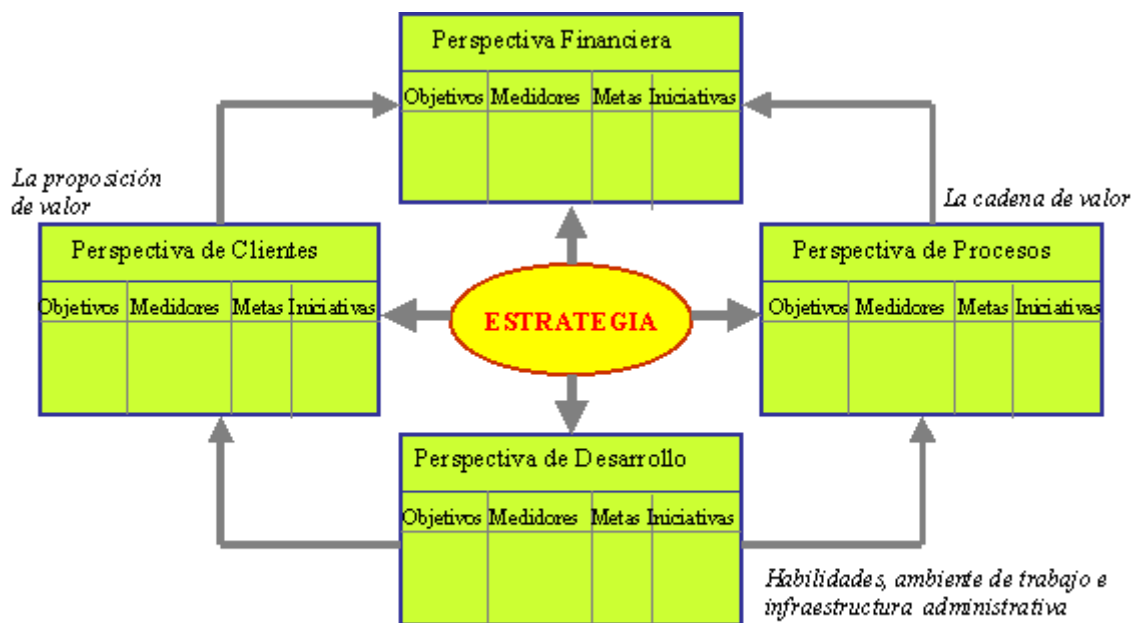 Perspectiva Financiera
Objetivos Medidores Metas Iniciativas
La proposición
de valor
La cadena de valor
Perspectiva de Clientes
Objetivos Medidores Metas Iniciativas
ESTRATEGIA
Perspectiva de Procesos
Objetivos Medidores Metas Iniciativas
Perspectiva de Desarrollo
Objetivos Medidores Metas Iniciativas
Habilidades, ambiente de trabajo e
infraestructura administrativa